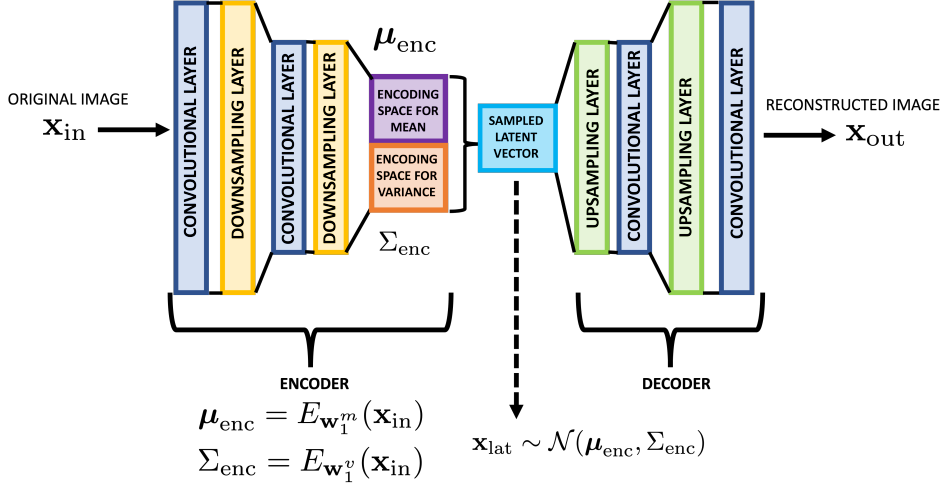 ORIGINAL IMAGE
x_in
CONVOLUTIONAL LAYER
DOWNSAMPLING LAYER
CONVOLUTIONAL LAYER
DOWNSAMPLING LAYER
μ_enc
ENCODING
SPACE FOR
MEAN
ENCODING
SPACE FOR
VARIANCE
Σ_enc
SAMPLED
LATENT
VECTOR
UPSAMPLING LAYER
CONVOLUTIONAL LAYER
UPSAMPLING LAYER
CONVOLUTIONAL LAYER
RECONSTRUCTED IMAGE
x_out
ENCODER
μ_enc = E_{w_1^m}(x_in)
Σ_enc = E_{w_1^v}(x_in)
x_lat ∼ 𝒩(μ_enc, Σ_enc)
DECODER